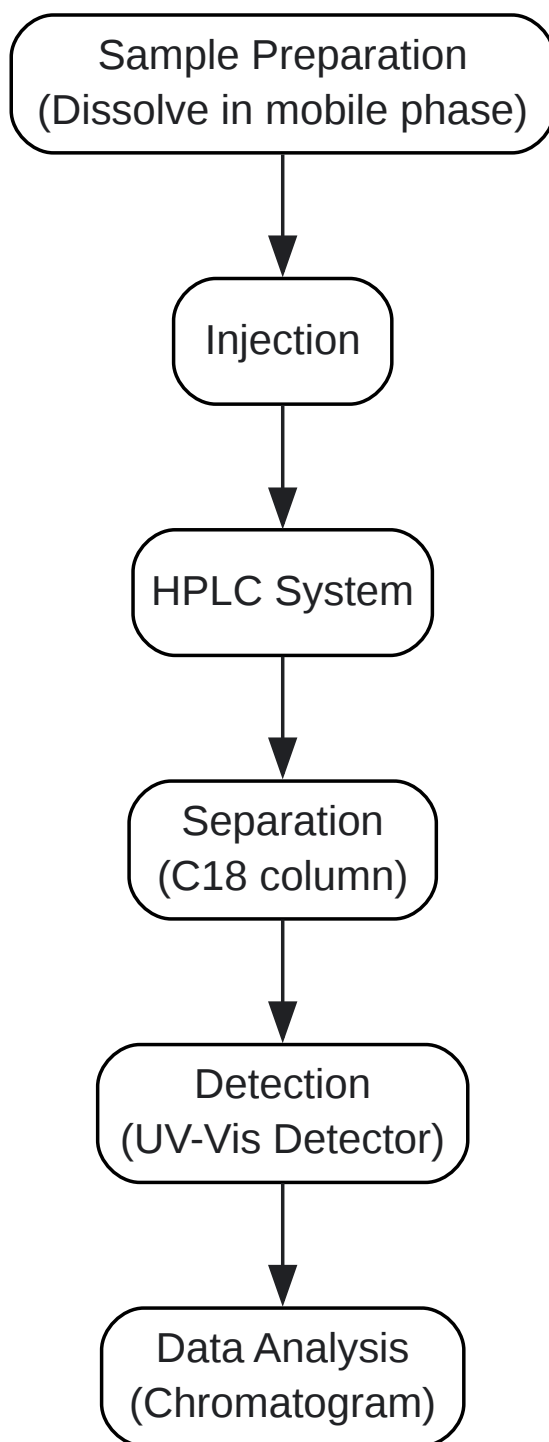 Sample Preparation
(Dissolve in mobile phase)
Injection
HPLC System
Separation
(C18 column)
Detection
(UV-Vis Detector)
Data Analysis
(Chromatogram)